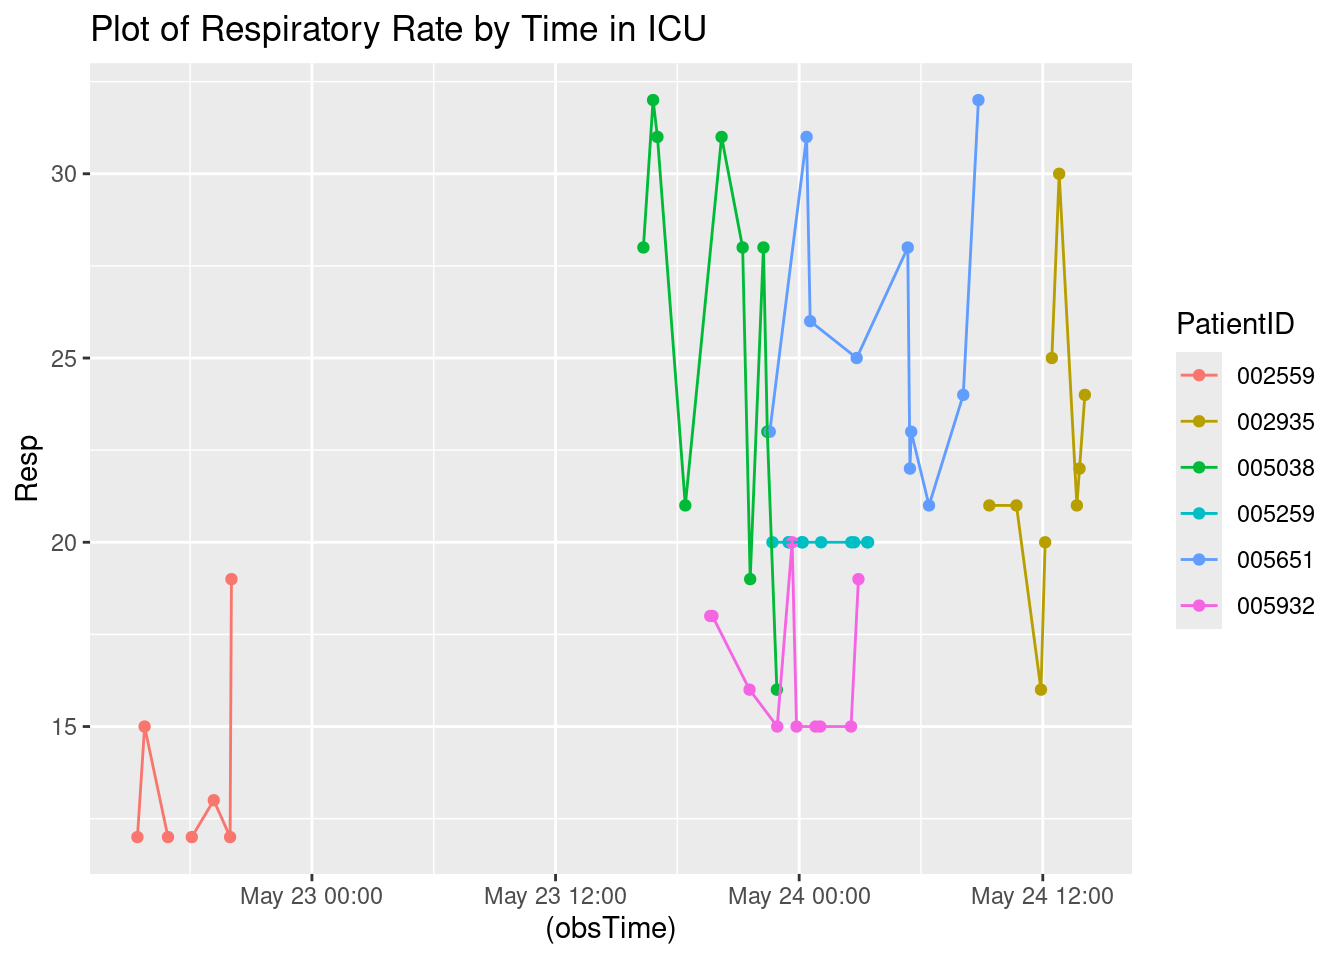 Plot of Respiratory Rate by Time in ICU
Resp
30
25
20
15
May 23 00:00
May 23 12:00
May 24 00:00
May 24 12:00
(obsTime)
PatientID
002559
002935
005038
005259
005651
005932